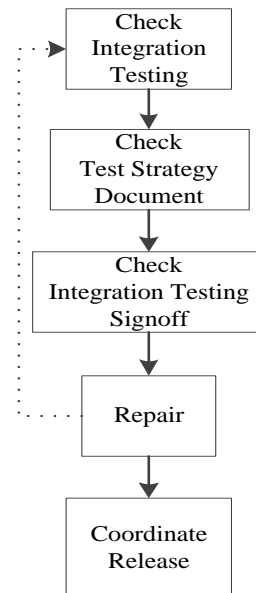 Check
Integration
Testing
Check
Test Strategy
Document
Check
Integration Testing
Signoff
Repair
Coordinate
Release